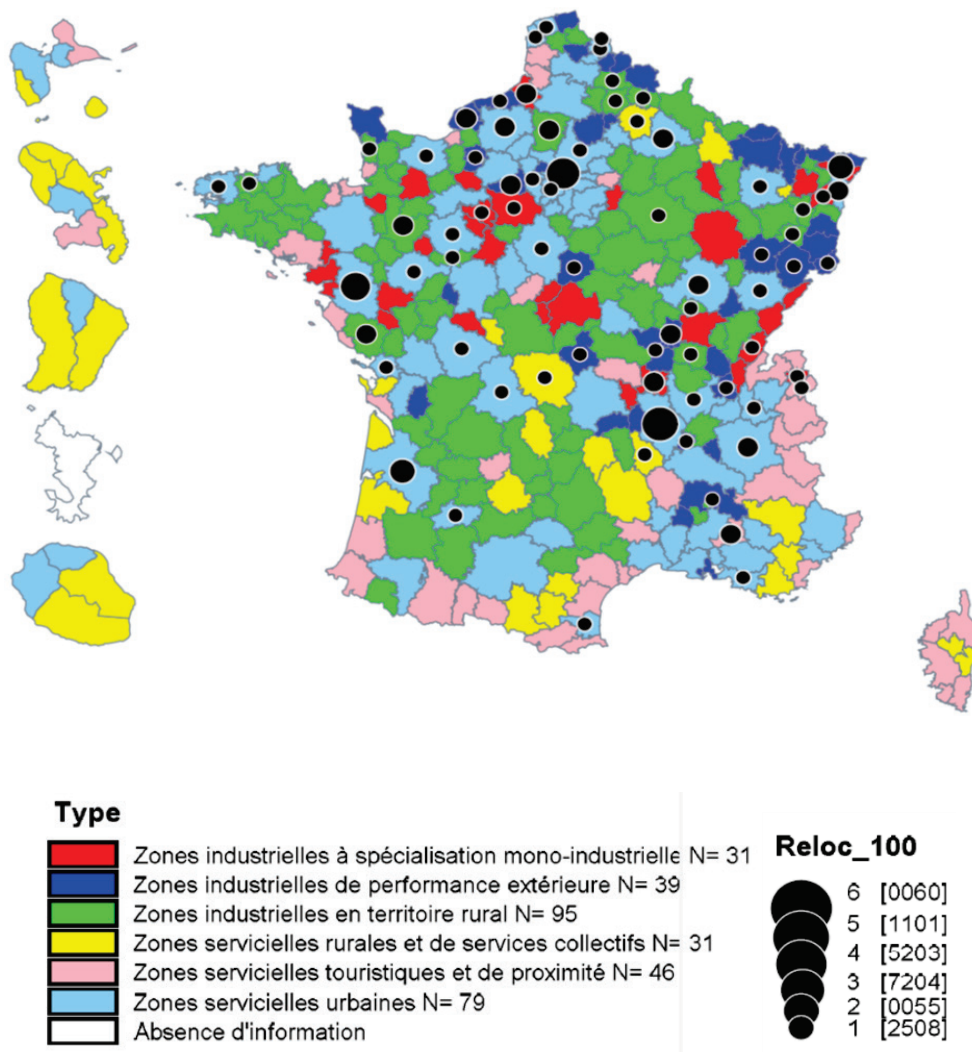 Type
Zones industrielles à spécialisation mono-industrielle N= 31
Zones industrielles de performance extérieure N= 39
Zones industrielles en territoire rural N= 95
Zones servicielles rurales et de services collectifs N= 31
Zones servicielles touristiques et de proximité N= 46
Zones servicielles urbaines N= 79
Absence d'information
Reloc_100
6 [0060]
5 [1101]
4 [5203]
3 [7204]
2 [0055]
1 [2508]